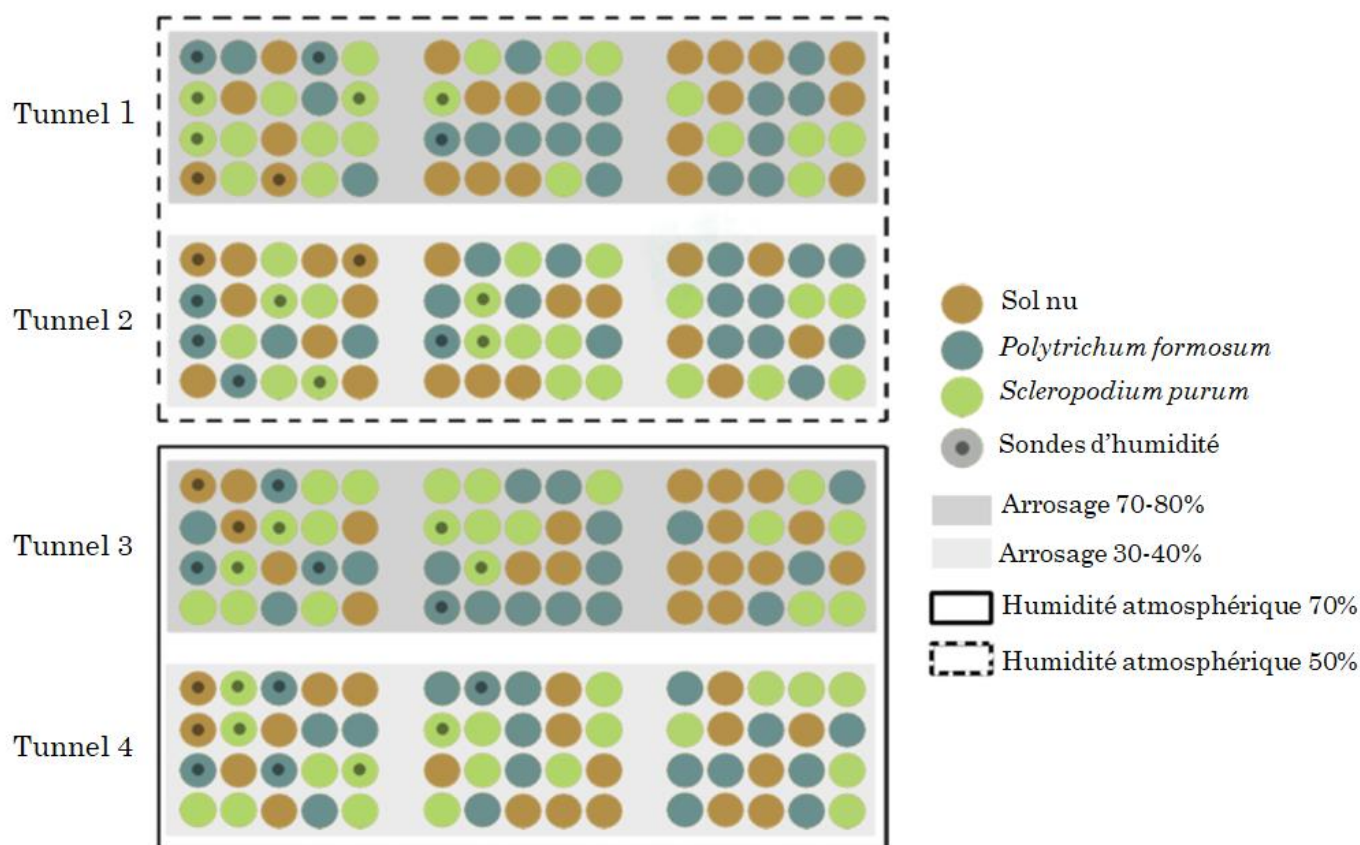 Tunnel 1
Tunnel 2
Tunnel 3
Tunnel 4
Sol nu
Polytrichum formosum
Scleropodium purum
Sondes d'humidité
Arrosage 70-80%
Arrosage 30-40%
Humidité atmosphérique 70%
Humidité atmosphérique 50%